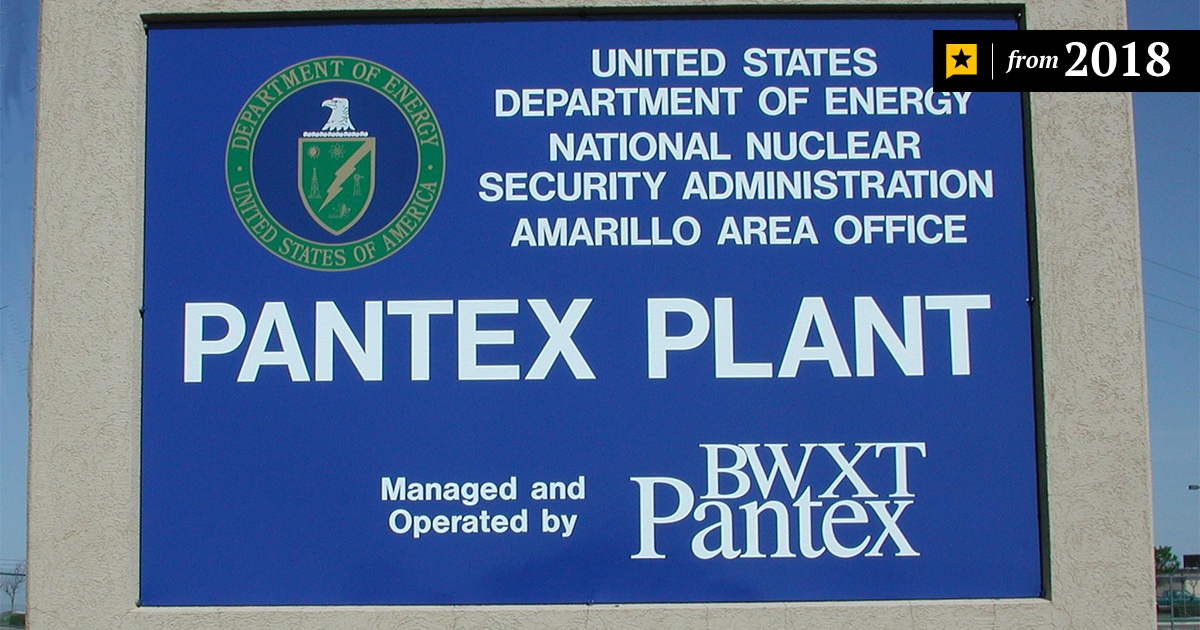 from 2018
DEPARTMENT OF ENERGY
UNITED STATES OF AMERICA
UNITED STATES
DEPARTMENT OF ENERGY
NATIONAL NUCLEAR
SECURITY ADMINISTRATION
AMARILLO AREA OFFICE
PANTEX PLANT
Managed and
Operated by
BWXT
Pantex